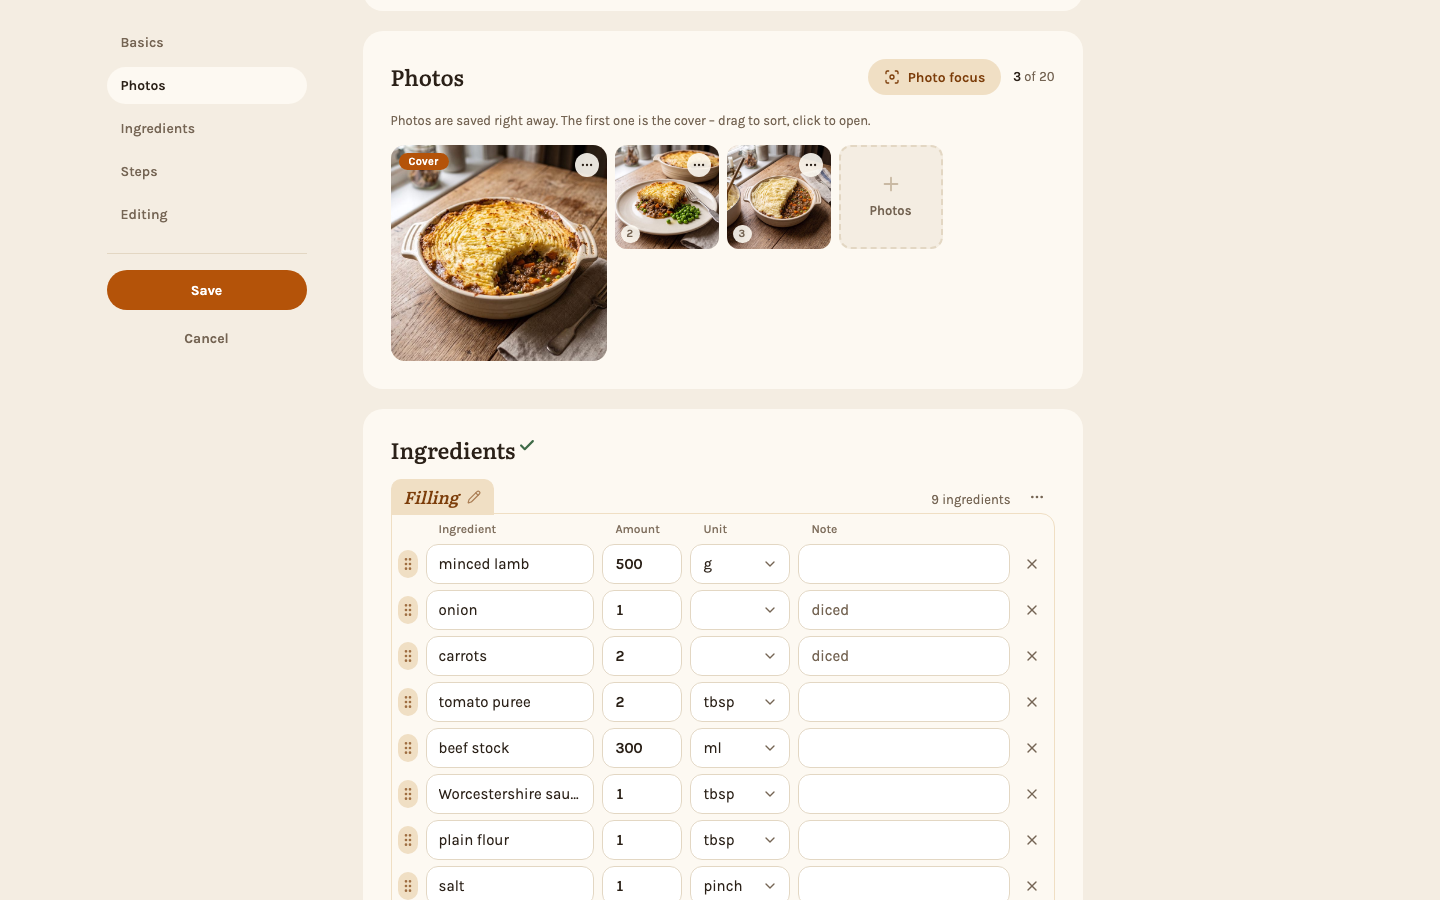 Basics
Photos
Ingredients
Steps
Editing
Save
Cancel
Photos
Photo focus
3 of 20
Photos are saved right away. The first one is the cover – drag to sort, click to open.
Cover
2
3
Photos
Ingredients
Filling
9 ingredients
Ingredient Amount Unit Note
minced lamb 500 g
onion 1 diced
carrots 2 diced
tomato puree 2 tbsp
beef stock 300 ml
Worcestershire sau… 1 tbsp
plain flour 1 tbsp
salt 1 pinch